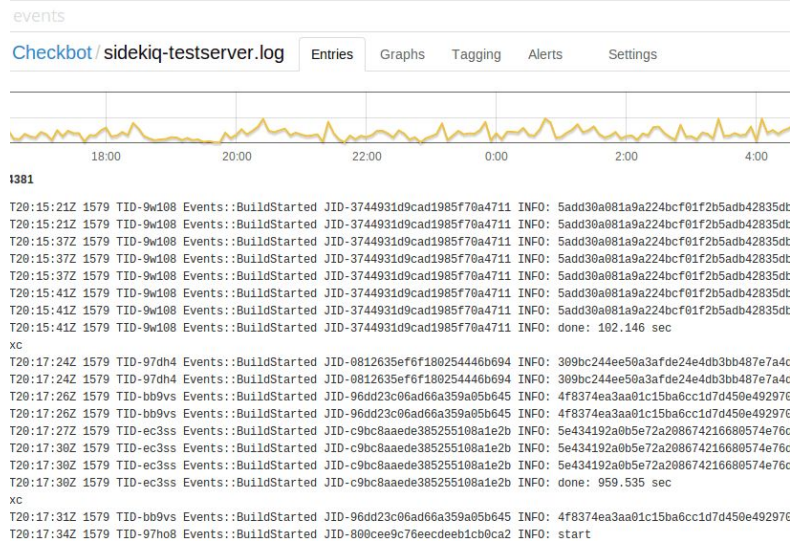 events
Checkbot / sidekiq-testserver.log Entries Graphs Tagging Alerts Settings
18:00 20:00 22:00 0:00 2:00 4:00
4381
T20:15:21Z 1579 TID-9w108 Events::BuildStarted JID-3744931d9cad1985f70a4711 INFO: 5add30a081a9a224bcf01f2b5adb42835db
T20:15:21Z 1579 TID-9w108 Events::BuildStarted JID-3744931d9cad1985f70a4711 INFO: 5add30a081a9a224bcf01f2b5adb42835db
T20:15:37Z 1579 TID-9w108 Events::BuildStarted JID-3744931d9cad1985f70a4711 INFO: 5add30a081a9a224bcf01f2b5adb42835db
T20:15:37Z 1579 TID-9w108 Events::BuildStarted JID-3744931d9cad1985f70a4711 INFO: 5add30a081a9a224bcf01f2b5adb42835db
T20:15:37Z 1579 TID-9w108 Events::BuildStarted JID-3744931d9cad1985f70a4711 INFO: 5add30a081a9a224bcf01f2b5adb42835db
T20:15:41Z 1579 TID-9w108 Events::BuildStarted JID-3744931d9cad1985f70a4711 INFO: 5add30a081a9a224bcf01f2b5adb42835db
T20:15:41Z 1579 TID-9w108 Events::BuildStarted JID-3744931d9cad1985f70a4711 INFO: 5add30a081a9a224bcf01f2b5adb42835db
T20:15:41Z 1579 TID-9w108 Events::BuildStarted JID-3744931d9cad1985f70a4711 INFO: done: 102.146 sec
xc
T20:17:24Z 1579 TID-97dh4 Events::BuildStarted JID-0812635ef6f180254446b694 INFO: 309bc244ee50a3afde24e4db3bb487e7a4d
T20:17:24Z 1579 TID-97dh4 Events::BuildStarted JID-0812635ef6f180254446b694 INFO: 309bc244ee50a3afde24e4db3bb487e7a4d
T20:17:26Z 1579 TID-bb9vs Events::BuildStarted JID-96dd23c06ad66a359a05b645 INFO: 4f8374ea3aa01c15ba6cc1d7d450e492970
T20:17:26Z 1579 TID-bb9vs Events::BuildStarted JID-96dd23c06ad66a359a05b645 INFO: 4f8374ea3aa01c15ba6cc1d7d450e492970
T20:17:27Z 1579 TID-ec3ss Events::BuildStarted JID-c9bc8aaede385255108a1e2b INFO: 5e434192a0b5e72a208674216680574e76d
T20:17:30Z 1579 TID-ec3ss Events::BuildStarted JID-c9bc8aaede385255108a1e2b INFO: 5e434192a0b5e72a208674216680574e76d
T20:17:30Z 1579 TID-ec3ss Events::BuildStarted JID-c9bc8aaede385255108a1e2b INFO: 5e434192a0b5e72a208674216680574e76d
T20:17:30Z 1579 TID-ec3ss Events::BuildStarted JID-c9bc8aaede385255108a1e2b INFO: done: 959.535 sec
xc
T20:17:31Z 1579 TID-bb9vs Events::BuildStarted JID-96dd23c06ad66a359a05b645 INFO: 4f8374ea3aa01c15ba6cc1d7d450e492970
T20:17:34Z 1579 TID-97ho8 Events::BuildStarted JID-800cee9c76eecdeeb1cb0ca2 INFO: start